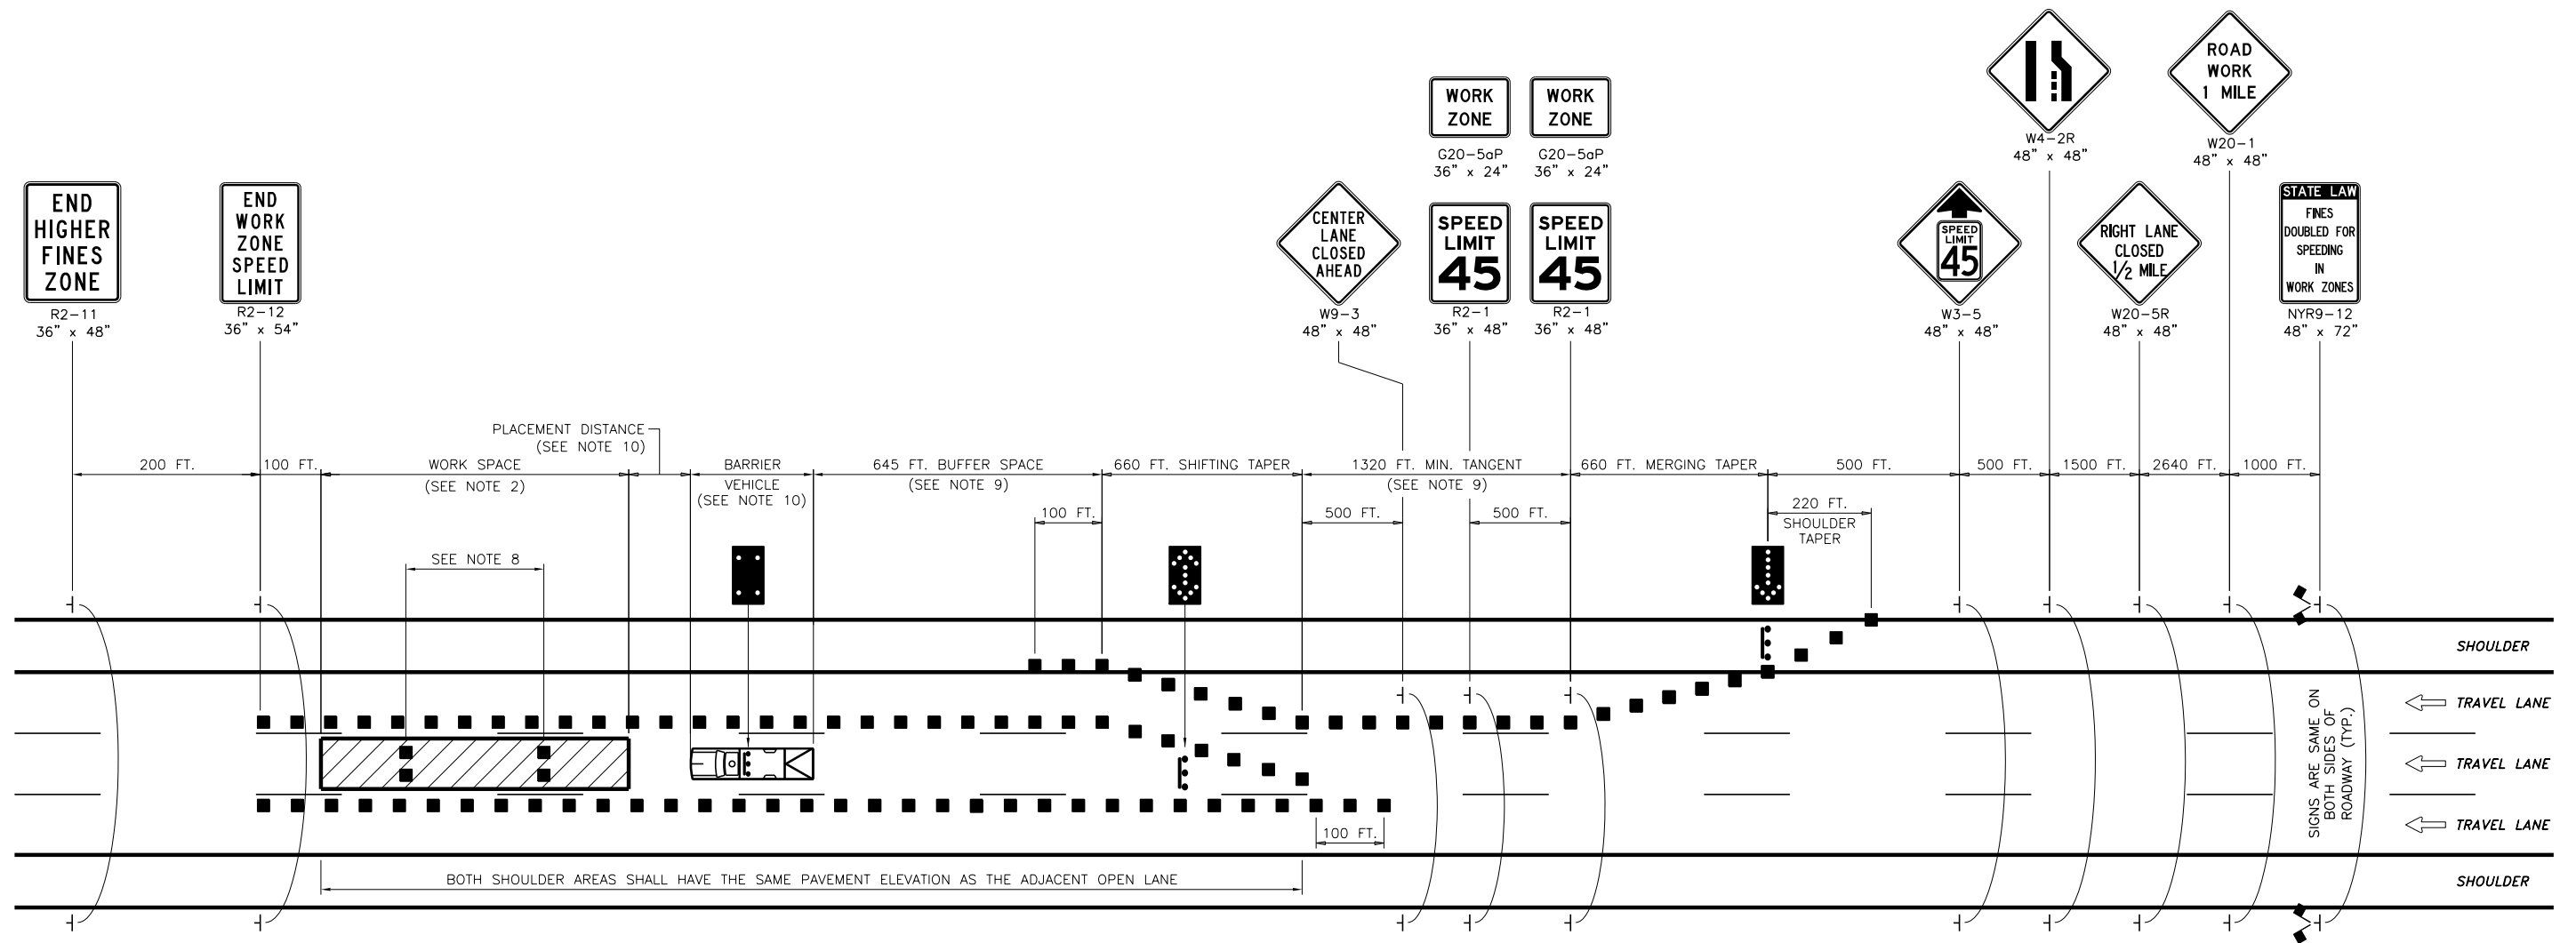 ROAD
WORK
1 MILE
W20-1
48" x 48"
W4-2R
48" x 48"
WORK
ZONE
G20-5aP
36" x 24"
WORK
ZONE
G20-5aP
36" x 24"
END
HIGHER
FINES
ZONE
R2-11
36" x 48"
END
WORK
ZONE
SPEED
LIMIT
R2-12
36" x 54"
CENTER
LANE
CLOSED
AHEAD
W9-3
48" x 48"
SPEED
LIMIT
45
R2-1
36" x 48"
SPEED
LIMIT
45
R2-1
36" x 48"
SPEED
LIMIT
45
W3-5
48" x 48"
RIGHT LANE
CLOSED
1/2 MILE
W20-5R
48" x 48"
STATE LAW
FINES
DOUBLED FOR
SPEEDING
IN
WORK ZONES
NYR9-12
48" x 72"
PLACEMENT DISTANCE
(SEE NOTE 10)
200 FT.
100 FT.
WORK SPACE
(SEE NOTE 2)
BARRIER
VEHICLE
(SEE NOTE 10)
645 FT. BUFFER SPACE
(SEE NOTE 9)
660 FT. SHIFTING TAPER
1320 FT. MIN. TANGENT
(SEE NOTE 9)
660 FT. MERGING TAPER
500 FT.
500 FT.
1500 FT.
2640 FT.
1000 FT.
100 FT.
500 FT.
500 FT.
220 FT.
SHOULDER
TAPER
SEE NOTE 8
SHOULDER
TRAVEL LANE
TRAVEL LANE
TRAVEL LANE
SIGNS ARE SAME ON
BOTH SIDES OF
ROADWAY (TYP.)
100 FT.
BOTH SHOULDER AREAS SHALL HAVE THE SAME PAVEMENT ELEVATION AS THE ADJACENT OPEN LANE
SHOULDER